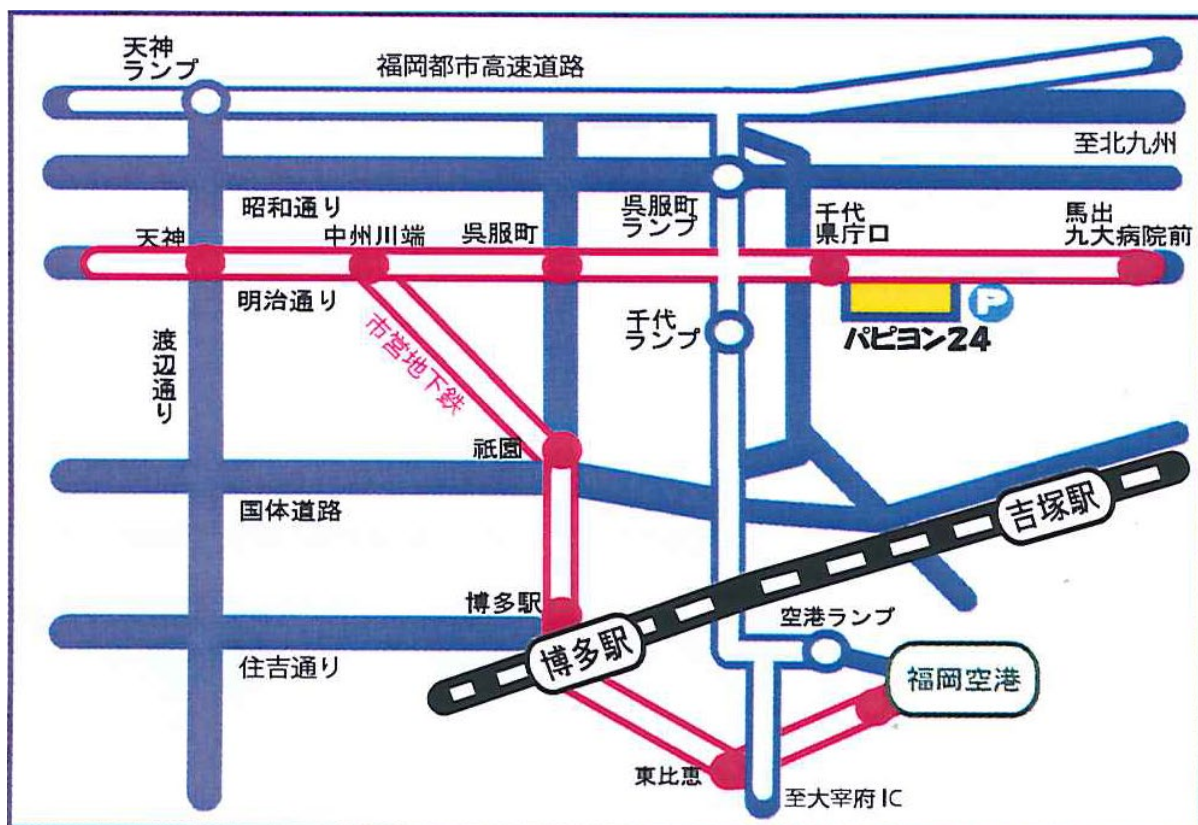 天神
ランプ
福岡都市高速道路
至北九州
昭和通り
呉服町
ランプ
千代
県庁口
馬出
九大病院前
天神
中州川端
呉服町
明治通り
千代
ランプ
P
パピヨン24
渡辺通り
市営地下鉄
祇園
国体道路
吉塚駅
博多駅
空港ランプ
博多駅
住吉通り
福岡空港
東比恵
至大宰府IC